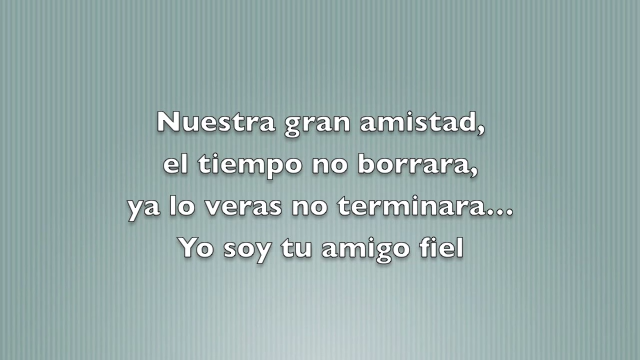 Nuestra gran amistad,
el tiempo no borrara,
ya lo veras no terminara...
Yo soy tu amigo fiel